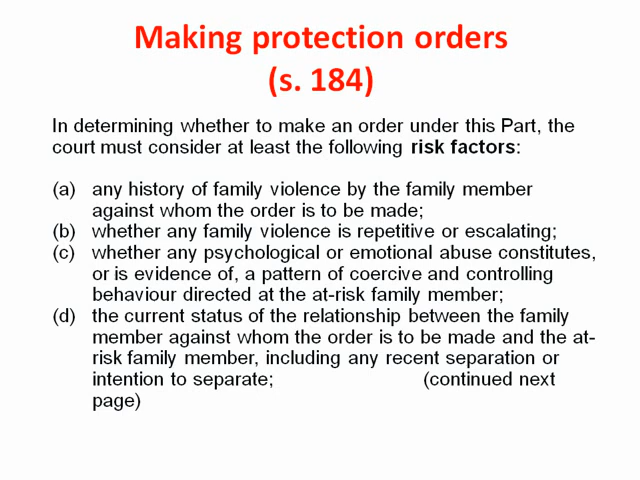 Making protection orders
(s. 184)
In determining whether to make an order under this Part, the
court must consider at least the following risk factors:
(a) any history of family violence by the family member
against whom the order is to be made;
(b) whether any family violence is repetitive or escalating;
(c) whether any psychological or emotional abuse constitutes,
or is evidence of, a pattern of coercive and controlling
behaviour directed at the at-risk family member;
(d) the current status of the relationship between the family
member against whom the order is to be made and the at-
risk family member, including any recent separation or
intention to separate; (continued next
page)